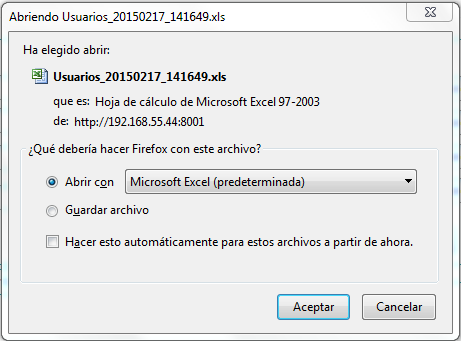 Abriendo Usuarios_20150217_141649.xls
Ha elegido abrir:
Usuarios_20150217_141649.xls
que es: Hoja de cálculo de Microsoft Excel 97-2003
de: http://192.168.55.44:8001
¿Qué debería hacer Firefox con este archivo?
Abrir con Microsoft Excel (predeterminada)
Guardar archivo
Hacer esto automáticamente para estos archivos a partir de ahora.
Aceptar Cancelar